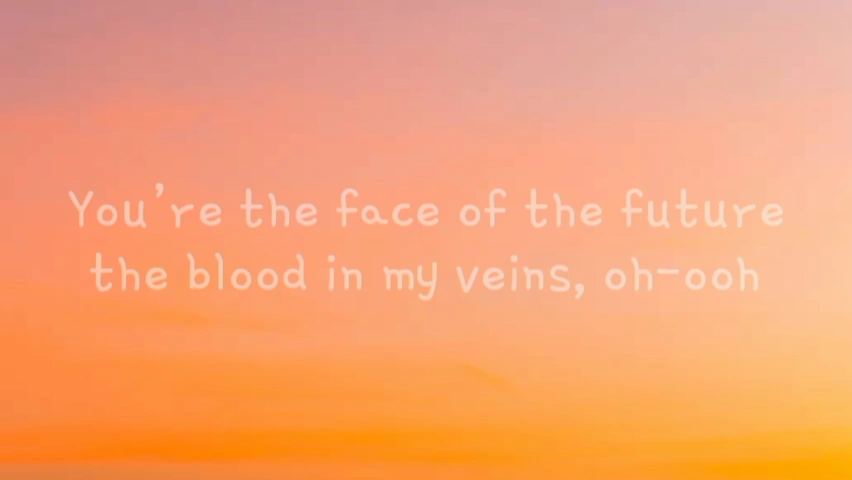 You're the face of the future
the blood in my veins, oh-ooh